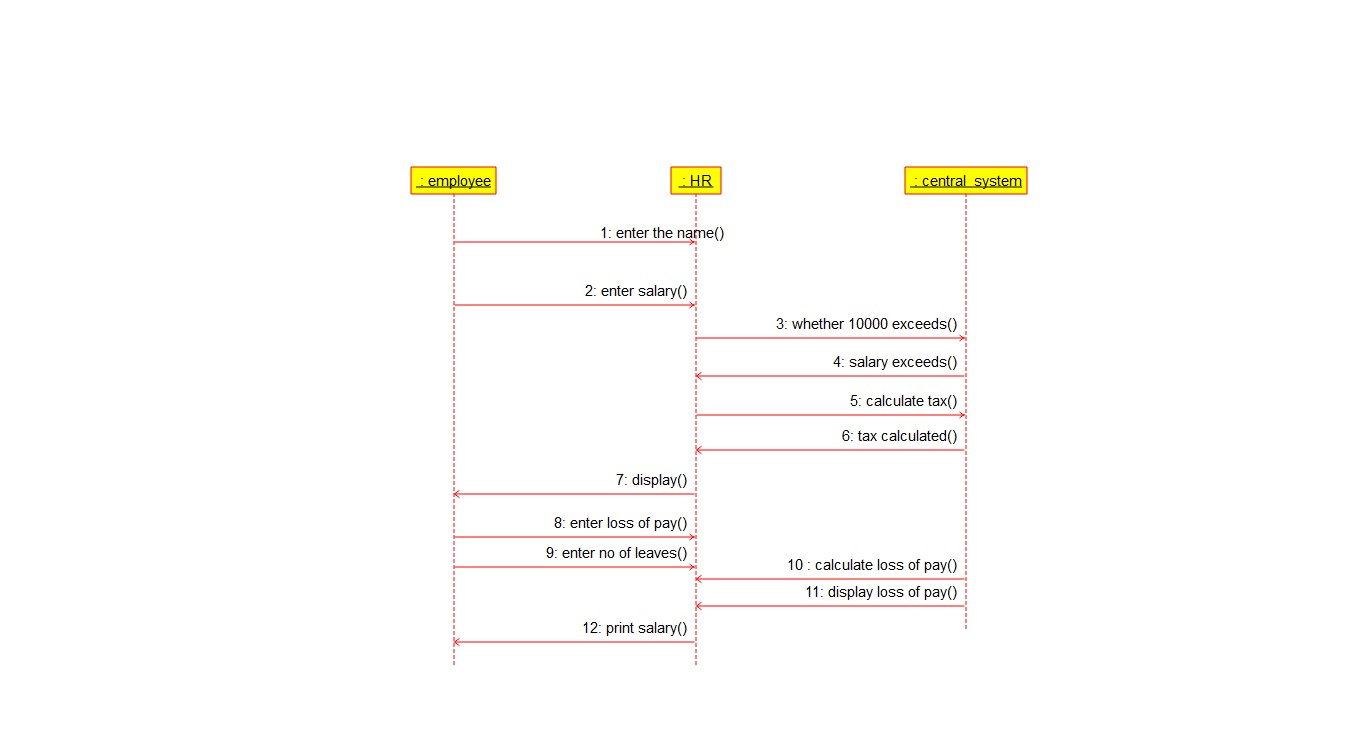 : employee
: HR
: central_system
1: enter the name()
2: enter salary()
3: whether 10000 exceeds()
4: salary exceeds()
5: calculate tax()
6: tax calculated()
7: display()
8: enter loss of pay()
9: enter no of leaves()
10 : calculate loss of pay()
11: display loss of pay()
12: print salary()